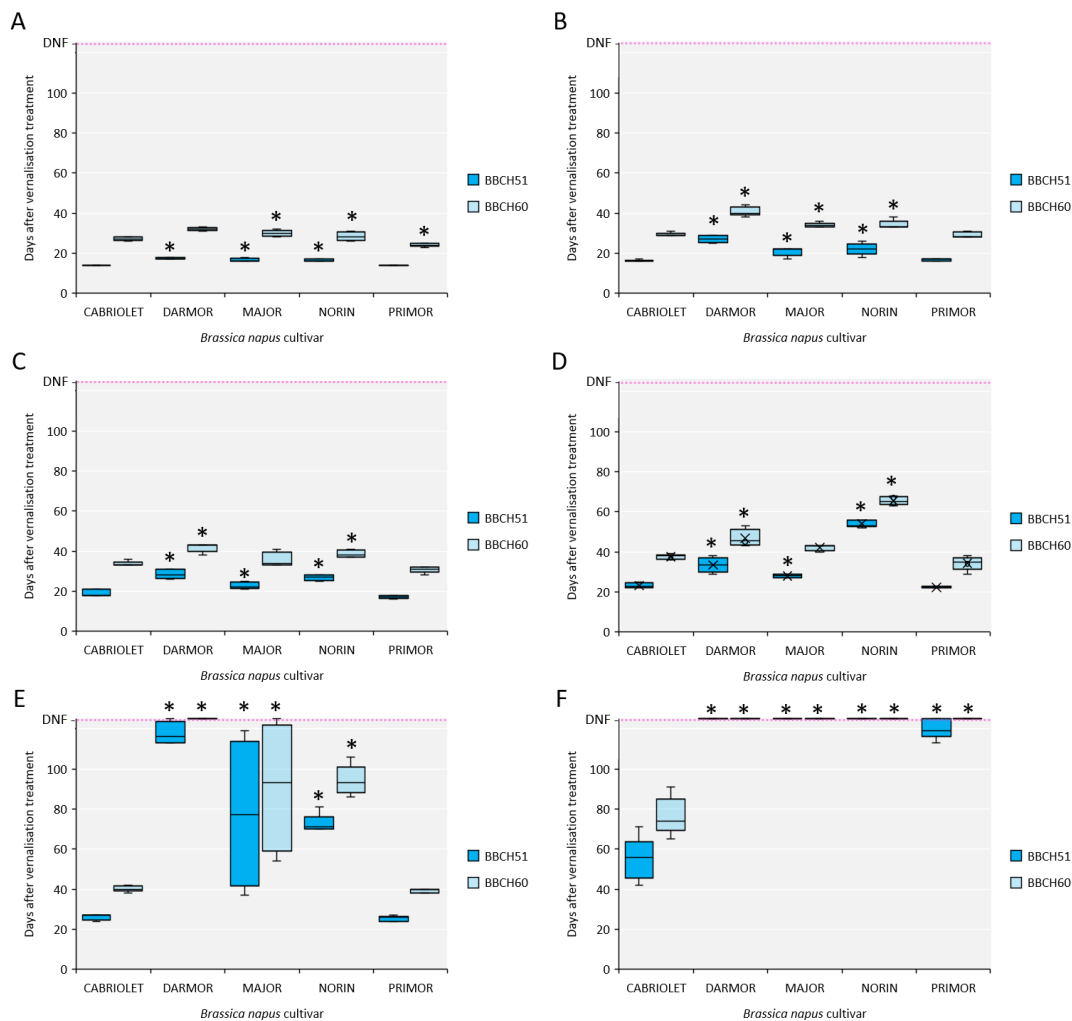 A
DNF
100
80
60
40
20
0
Days after vernalisation treatment
* * * * * *
CABRIOLET DARMOR MAJOR NORIN PRIMOR
Brassica napus cultivar
BBCH51
BBCH60
B
DNF
100
80
60
40
20
0
Days after vernalisation treatment
* * * * * *
CABRIOLET DARMOR MAJOR NORIN PRIMOR
Brassica napus cultivar
BBCH51
BBCH60
C
DNF
100
80
60
40
20
0
Days after vernalisation treatment
* * * * *
CABRIOLET DARMOR MAJOR NORIN PRIMOR
Brassica napus cultivar
BBCH51
BBCH60
D
DNF
100
80
60
40
20
0
Days after vernalisation treatment
* * * * *
CABRIOLET DARMOR MAJOR NORIN PRIMOR
Brassica napus cultivar
BBCH51
BBCH60
E
DNF
100
80
60
40
20
0
Days after vernalisation treatment
* * * * * *
CABRIOLET DARMOR MAJOR NORIN PRIMOR
Brassica napus cultivar
BBCH51
BBCH60
F
DNF
100
80
60
40
20
0
Days after vernalisation treatment
* * * * * * * *
CABRIOLET DARMOR MAJOR NORIN PRIMOR
Brassica napus cultivar
BBCH51
BBCH60